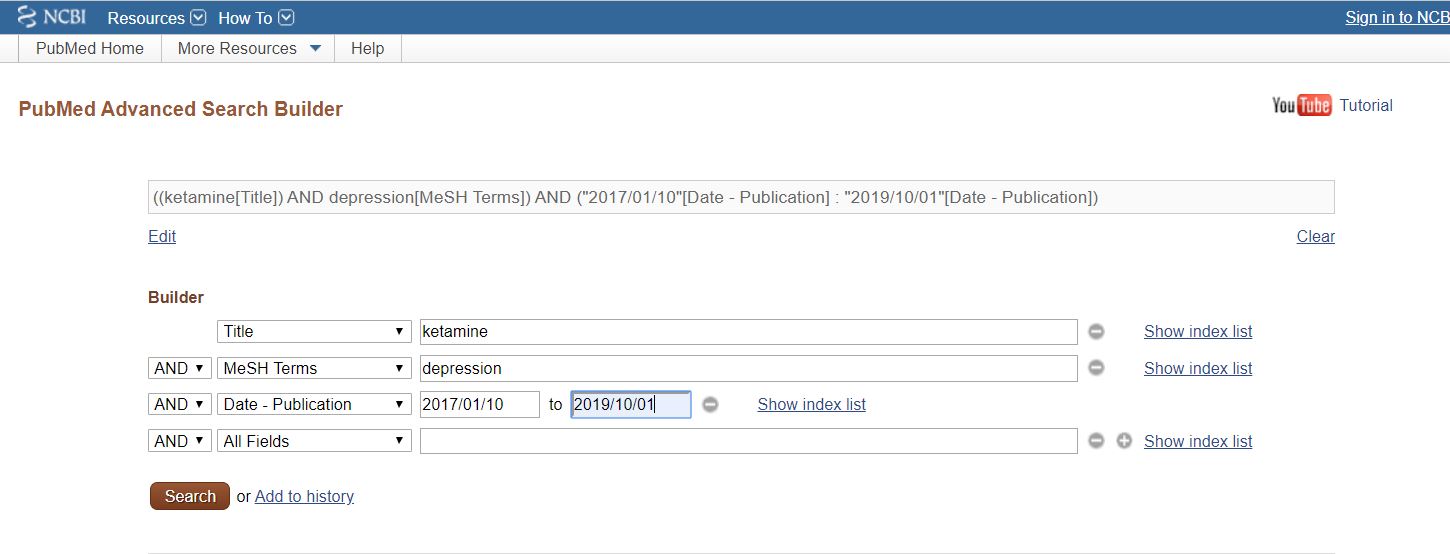 NCBI Resources How To Sign in to NCB
PubMed Home More Resources Help
PubMed Advanced Search Builder
YouTube Tutorial
((ketamine[Title]) AND depression[MeSH Terms]) AND ("2017/01/10"[Date - Publication] : "2019/10/01"[Date - Publication])
Edit Clear
Builder
Title ketamine Show index list
AND MeSH Terms depression Show index list
AND Date - Publication 2017/01/10 to 2019/10/01 Show index list
AND All Fields Show index list
Search or Add to history